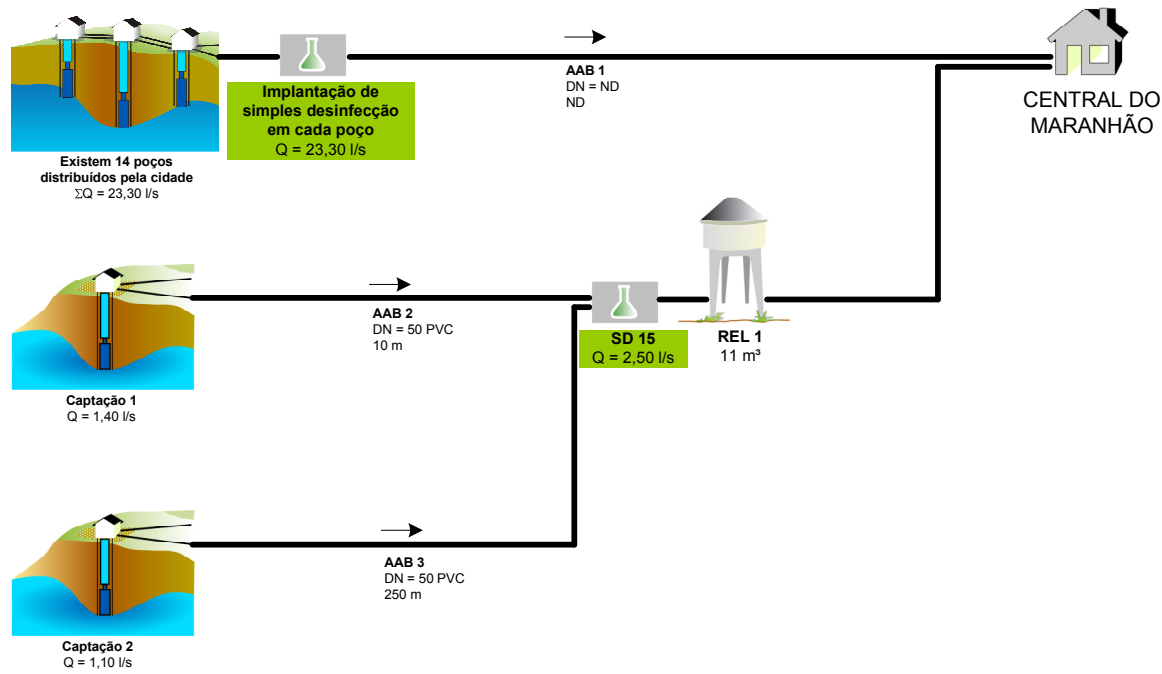 Existem 14 poços
distribuídos pela cidade
ΣQ = 23,30 l/s
Implantação de
simples desinfecção
em cada poço
Q = 23,30 l/s
AAB 1
DN = ND
ND
CENTRAL DO
MARANHÃO
Captação 1
Q = 1,40 l/s
AAB 2
DN = 50 PVC
10 m
SD 15
Q = 2,50 l/s
REL 1
11 m³
Captação 2
Q = 1,10 l/s
AAB 3
DN = 50 PVC
250 m